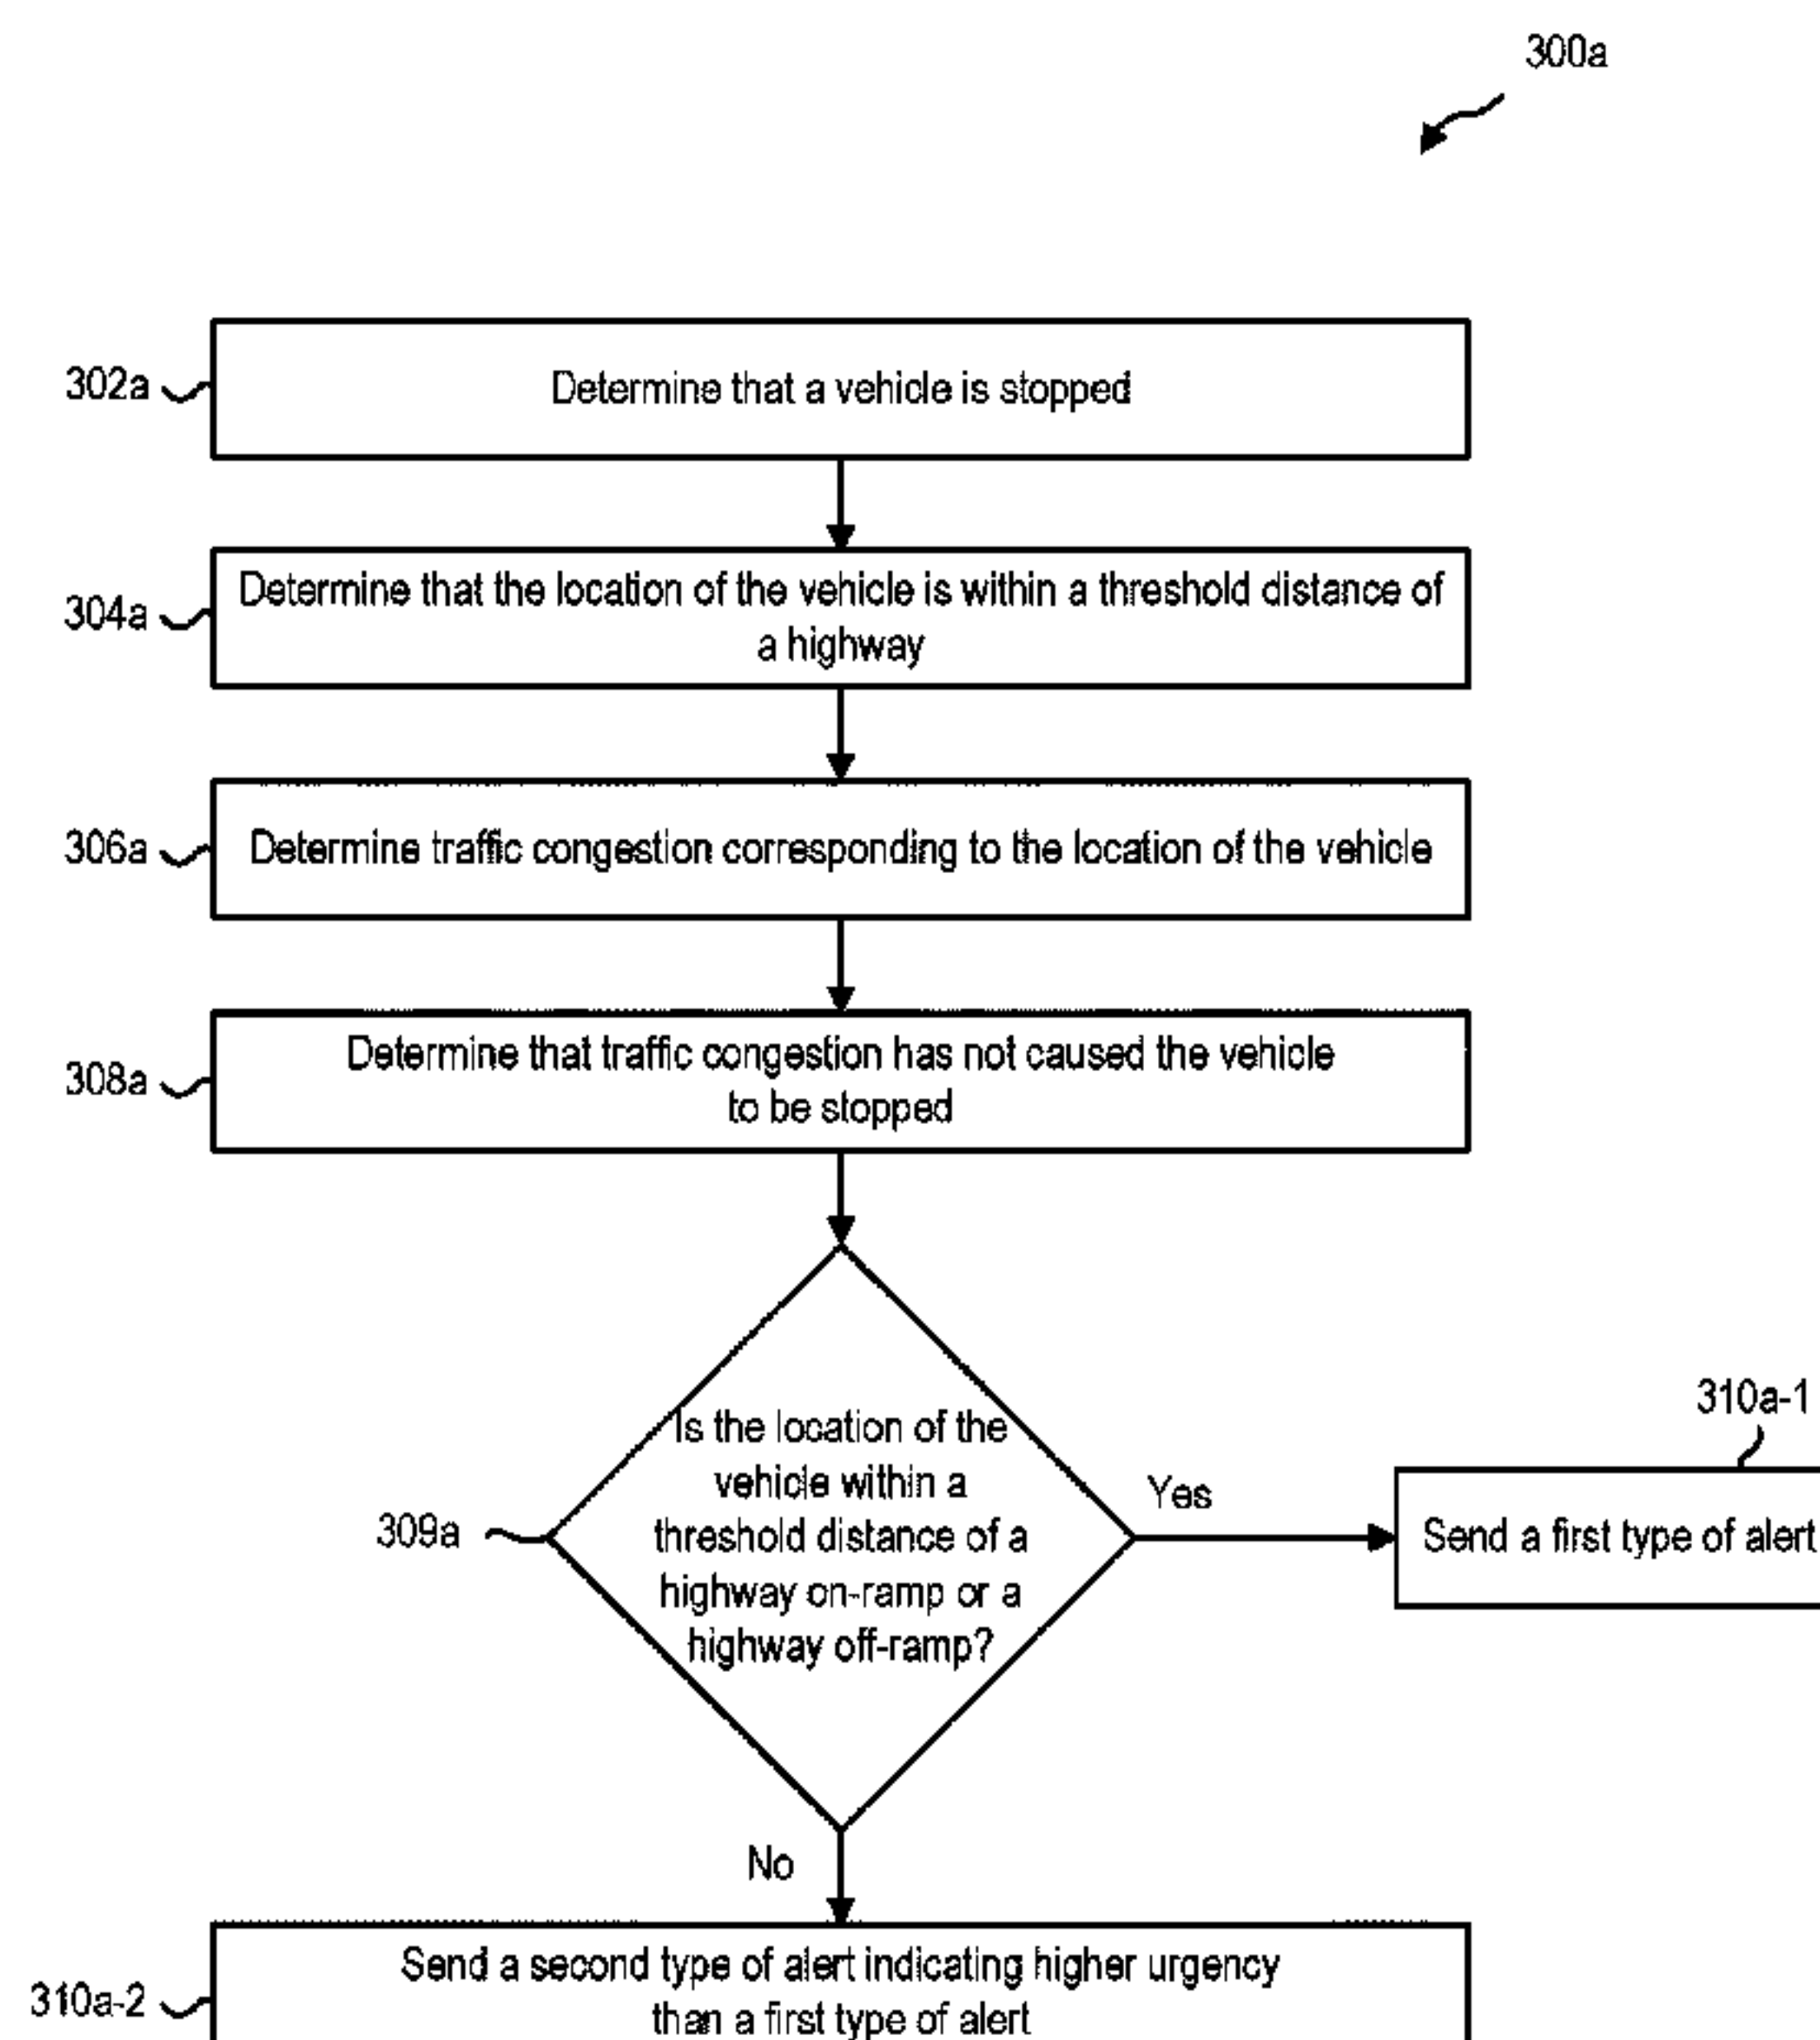 300a
302a
Determine that a vehicle is stopped
304a
Determine that the location of the vehicle is within a threshold distance of
a highway
306a
Determine traffic congestion corresponding to the location of the vehicle
308a
Determine that traffic congestion has not caused the vehicle
to be stopped
309a
Is the location of the
vehicle within a
threshold distance of a
highway on-ramp or a
highway off-ramp?
Yes
310a-1
Send a first type of alert
No
310a-2
Send a second type of alert indicating higher urgency
than a first type of alert